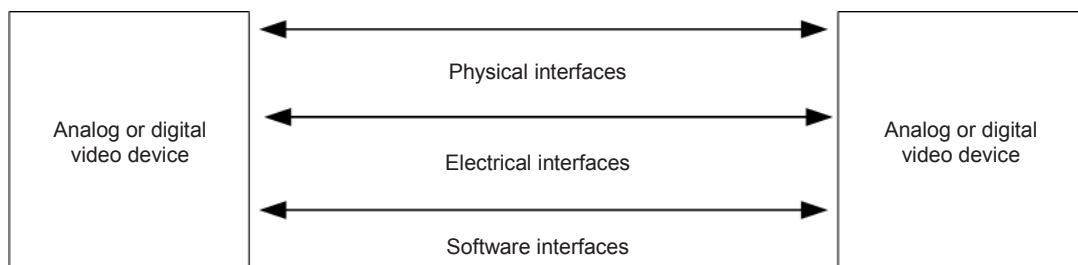 Analog or digital
video device
Physical interfaces
Electrical interfaces
Software interfaces
Analog or digital
video device